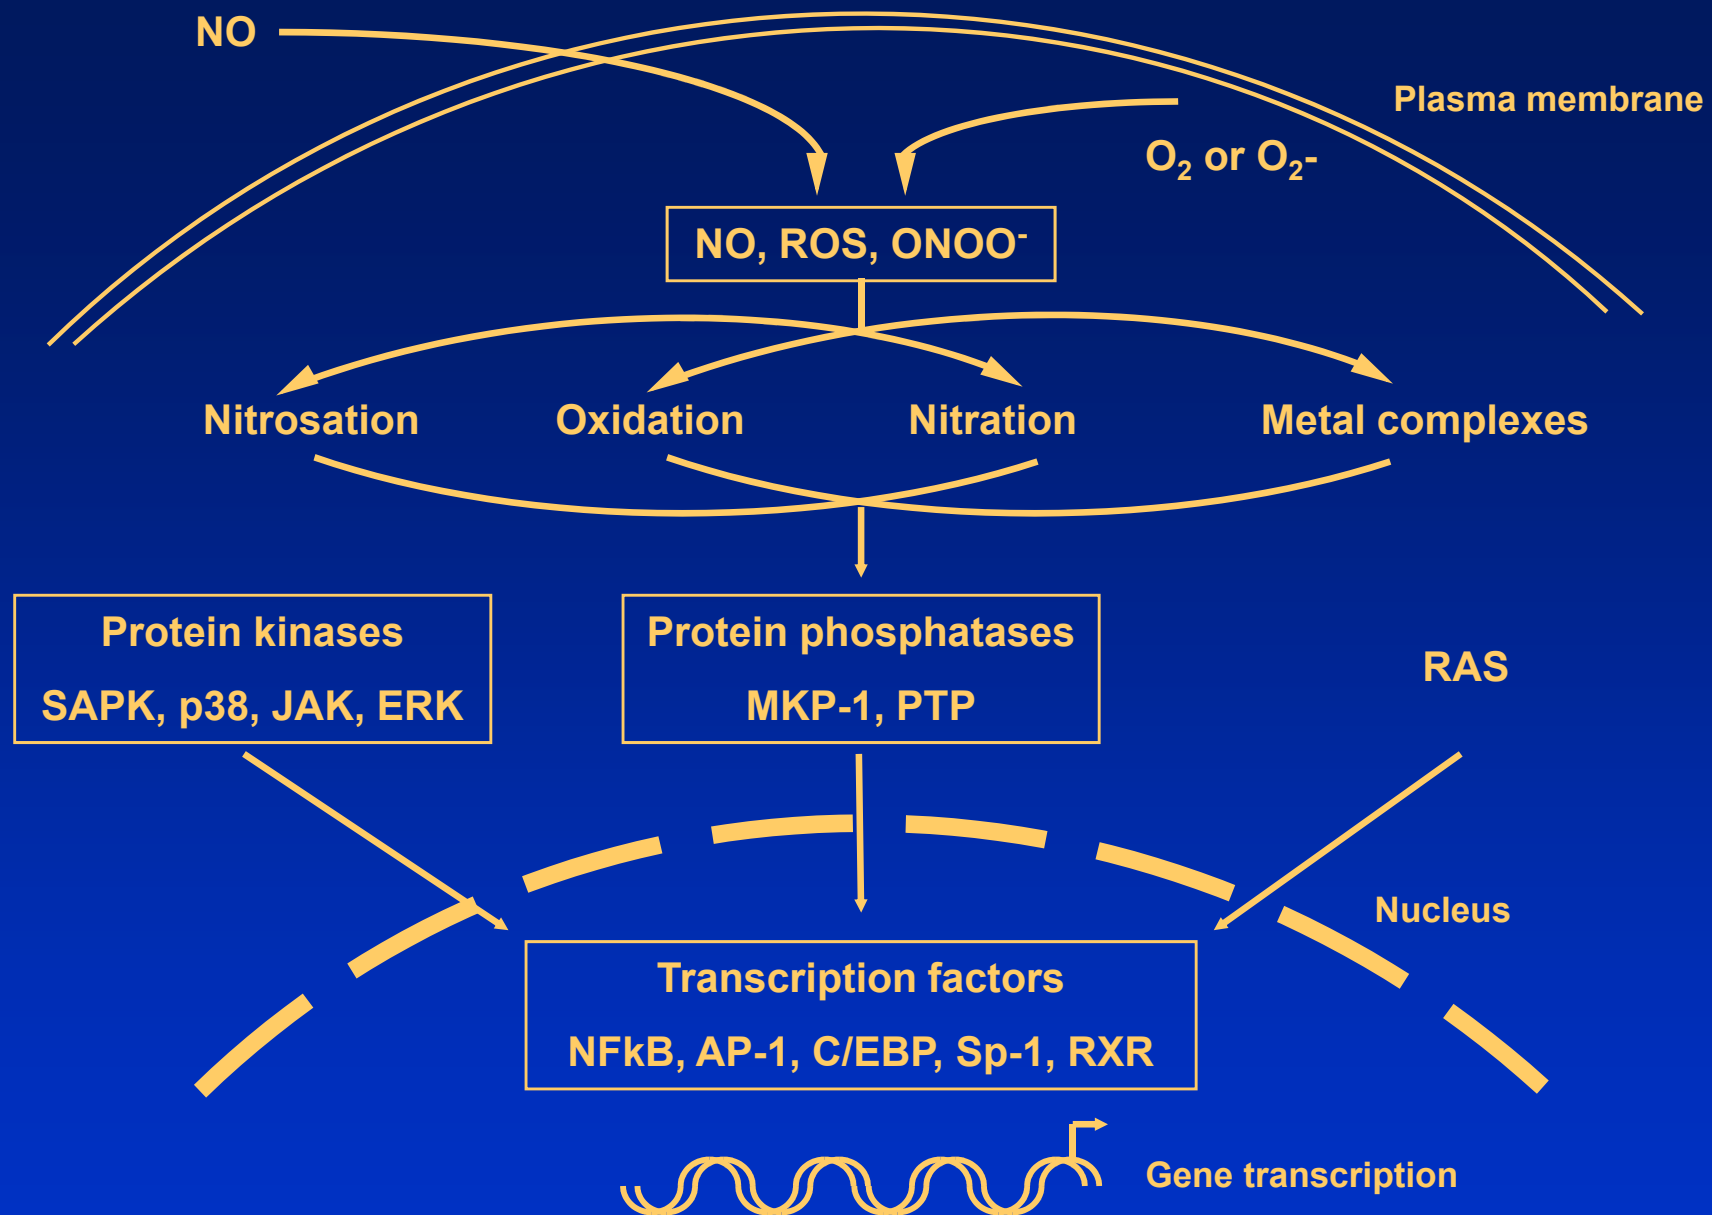 NO
Plasma membrane
O₂ or O₂-
NO, ROS, ONOO⁻
Nitrosation
Oxidation
Nitration
Metal complexes
Protein kinases
SAPK, p38, JAK, ERK
Protein phosphatases
MKP-1, PTP
RAS
Nucleus
Transcription factors
NFkB, AP-1, C/EBP, Sp-1, RXR
Gene transcription